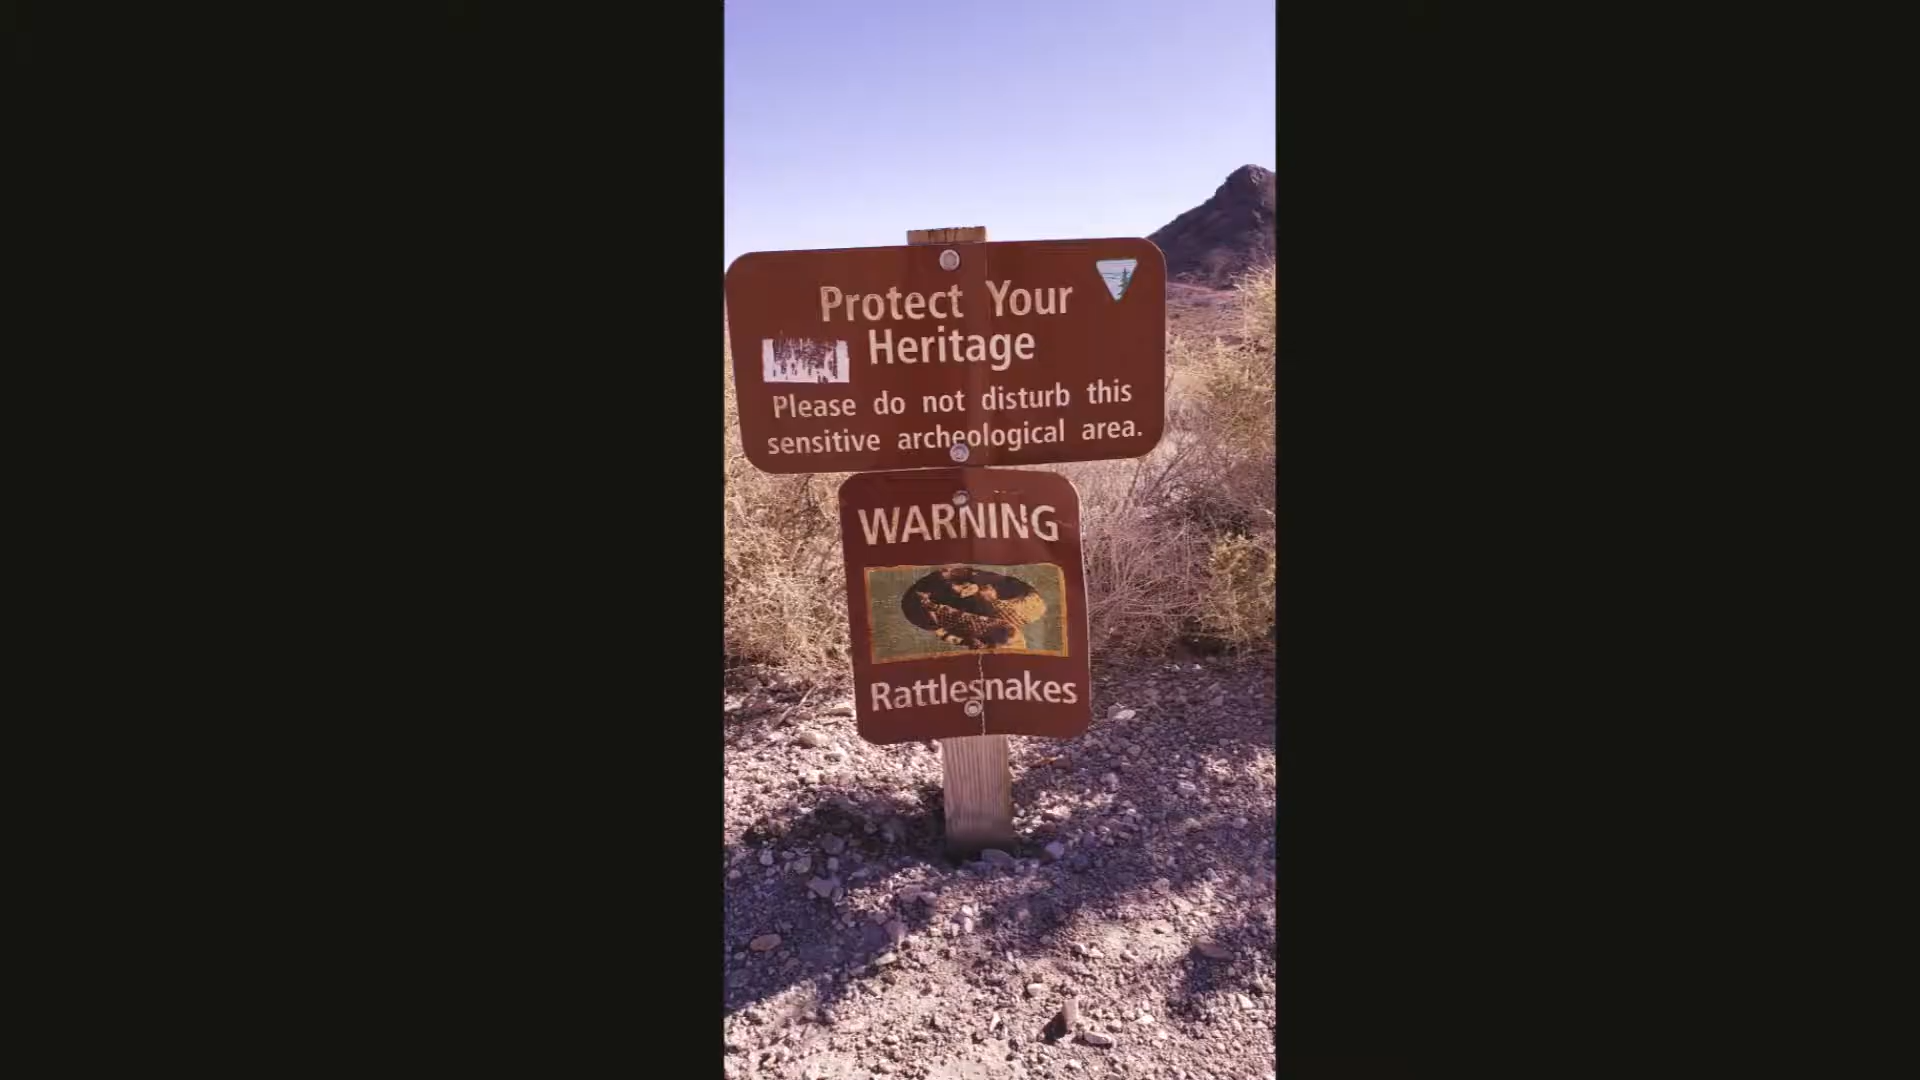 Protect Your
Heritage
Please do not disturb this
sensitive archeological area.
WARNING
Rattlesnakes